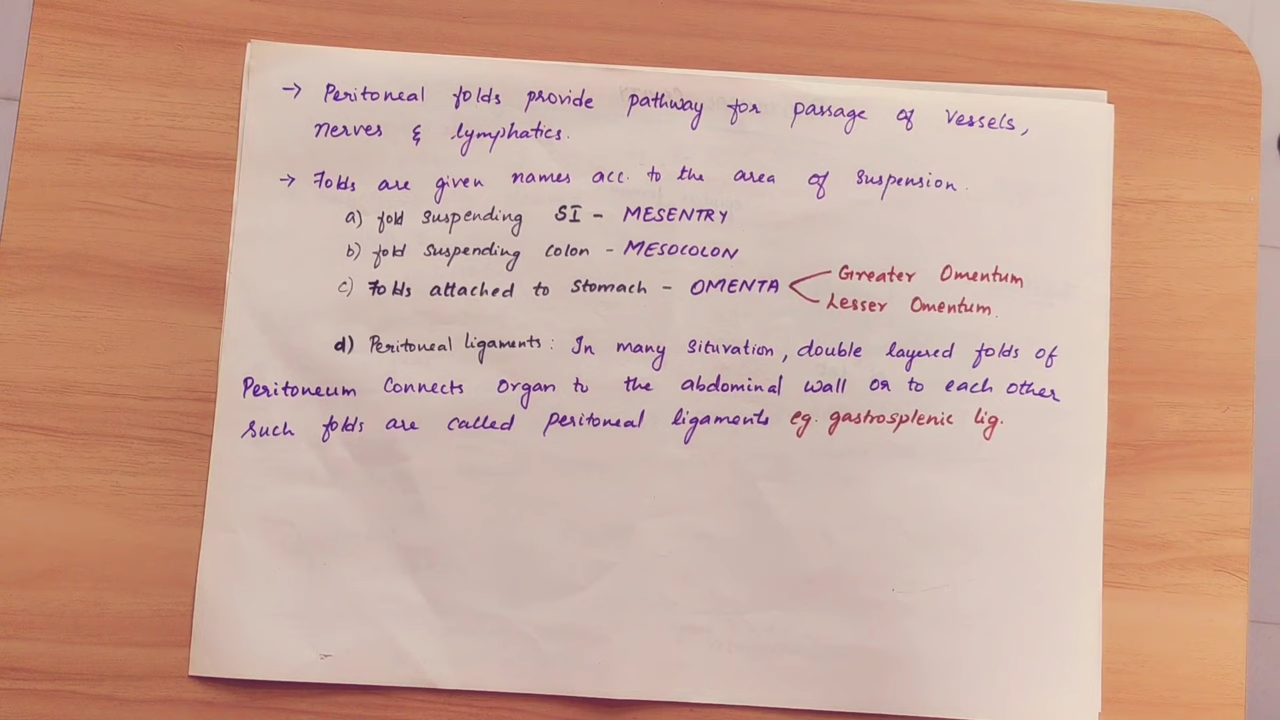 → Peritoneal folds provide pathway for passage of vessels,
nerves & lymphatics.
→ Folds are given names acc. to the area of suspension.
a) fold suspending SI - MESENTRY
b) fold suspending colon - MESOCOLON
c) Folds attached to stomach - OMENTA
Greater Omentum
Lesser Omentum.
d) Peritoneal ligaments: In many situvation, double layered folds of
Peritoneum connects organ to the abdominal wall or to each other
such folds are called peritoneal ligaments eg. gastrosplenic lig.